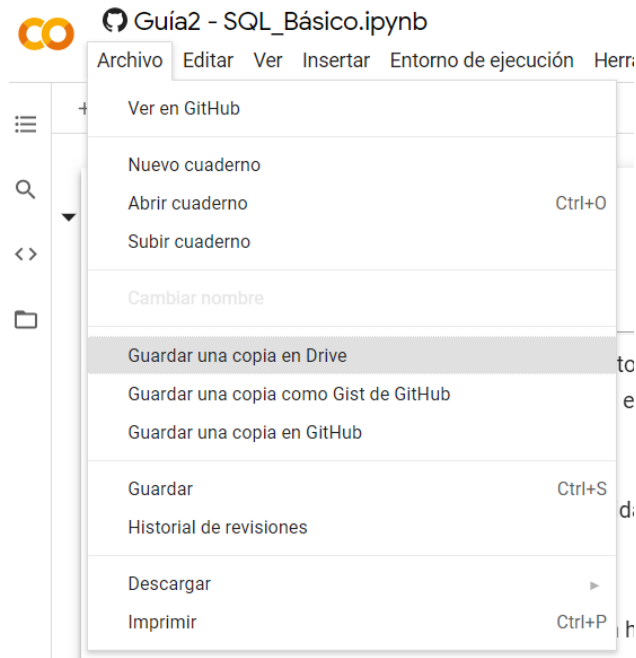 Guía2 - SQL_Básico.ipynb
Archivo Editar Ver Insertar Entorno de ejecución
Ver en GitHub
Nuevo cuaderno
Abrir cuaderno Ctrl+O
Subir cuaderno
Cambiar nombre
Guardar una copia en Drive
Guardar una copia como Gist de GitHub
Guardar una copia en GitHub
Guardar Ctrl+S
Historial de revisiones
Descargar
Imprimir Ctrl+P